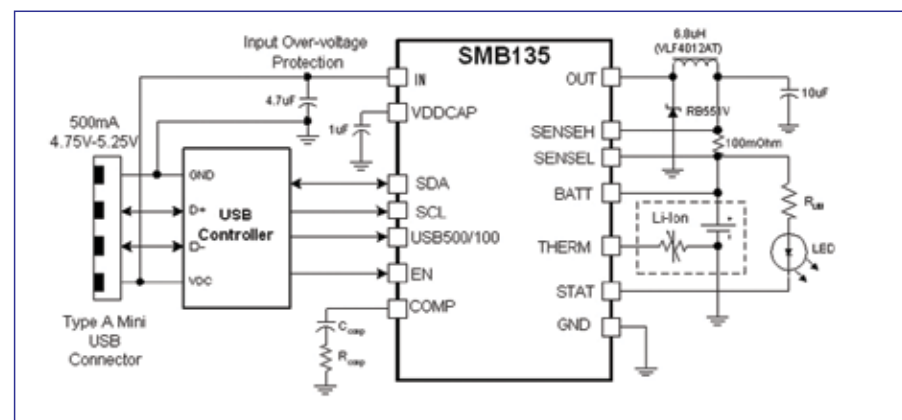 Input Over-voltage
Protection
SMB135
6.8uH
(VLF4012AT)
IN
OUT
4.7uF
10uF
VDDCAP
RB551V
1uF
500mA
4.75V-5.25V
SENSEH
100mOhm
SENSEL
GND
SDA
BATT
D+
USB
Controller
SCL
Li-Ion
USB500/100
D-
THERM
LED
EN
VDC
STAT
COMP
Type A Mini
USB
Connector
Ccomp
GND
Rcomp